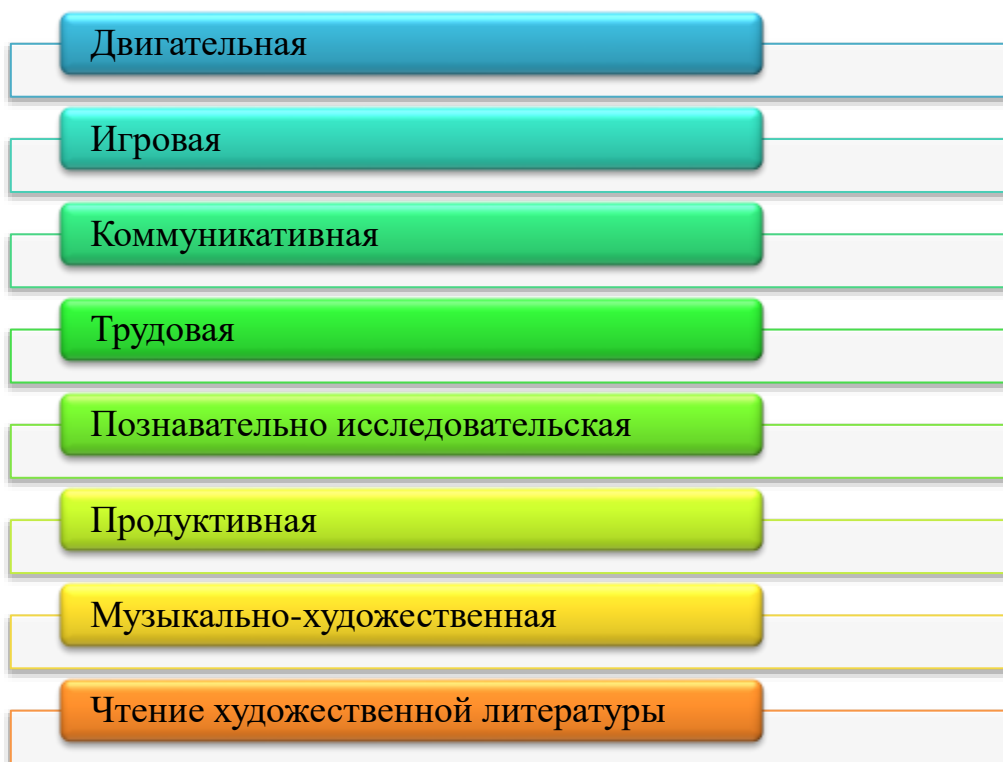 Двигательная
Игровая
Коммуникативная
Трудовая
Познавательно исследовательская
Продуктивная
Музыкально-художественная
Чтение художественной литературы